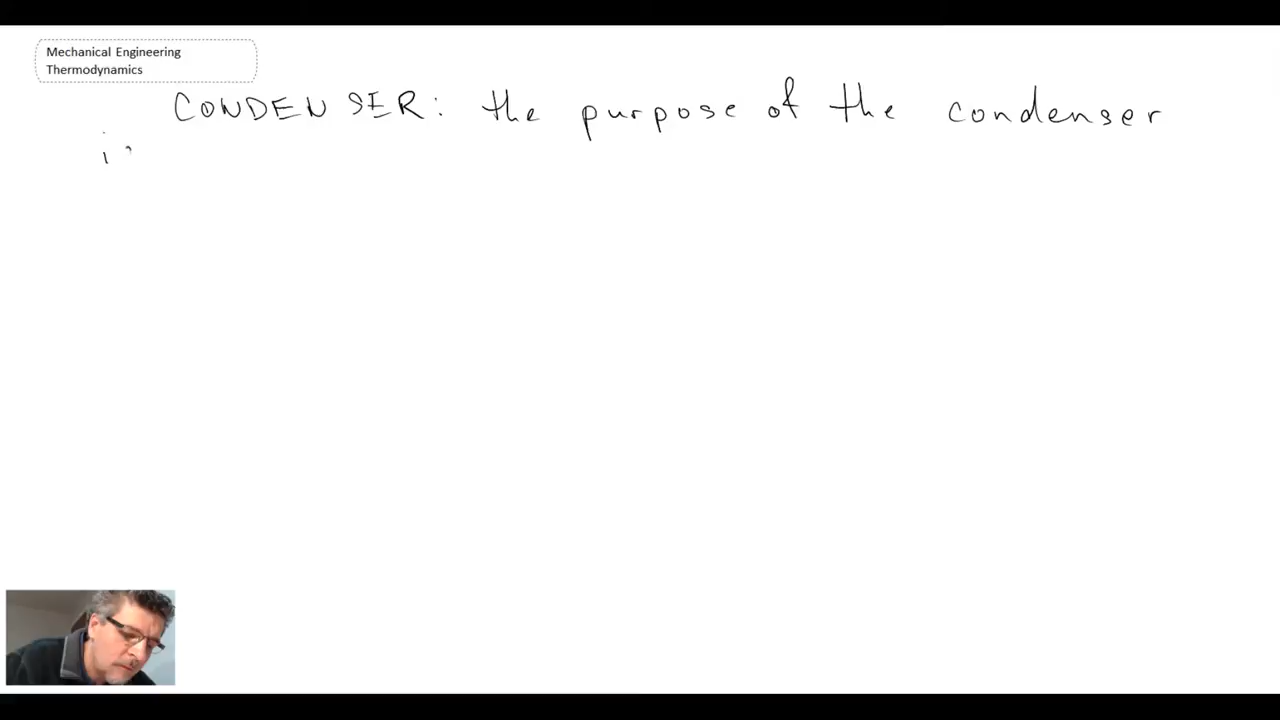 Mechanical Engineering
Thermodynamics
CONDENSER: the purpose of the condenser